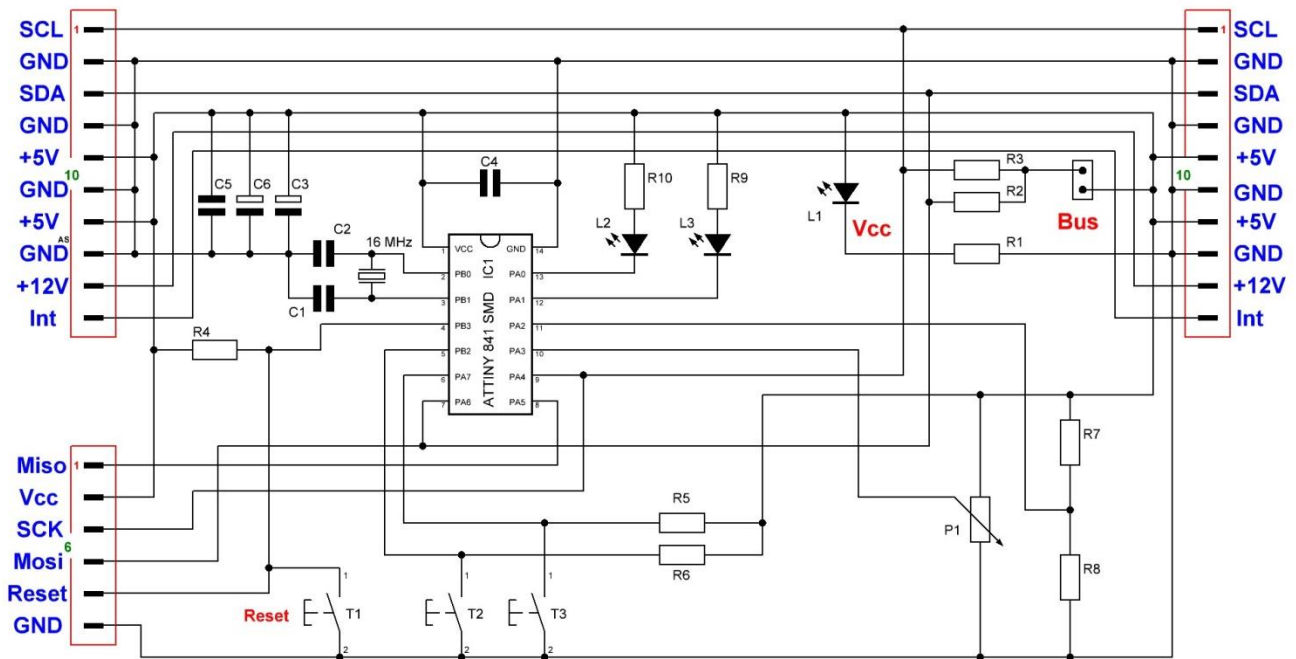 SCL 1
GND
SDA
GND
+5V
10
GND
+5V
AS
GND
+12V
Int
1 SCL
GND
SDA
GND
+5V
10
GND
+5V
GND
+12V
Int
C5 C6 C3
C4
R10 R9
L2 L3
L1
Vcc
R3
R2
Bus
R1
C2
16 MHz
C1
R4
1 VCC GND 14
2 PB0 PA0 13
3 PB1 PA1 12
4 PB3 PA2 11
5 PB2 PA3 10
6 PA7 PA4 9
7 PA6 PA5 8
ATTINY 841 SMD IC1
Miso 1
Vcc
SCK
6
Mosi
Reset
GND
R5
R6
R7
P1
R8
1 1 1
Reset
T1 T2 T3
2 2 2